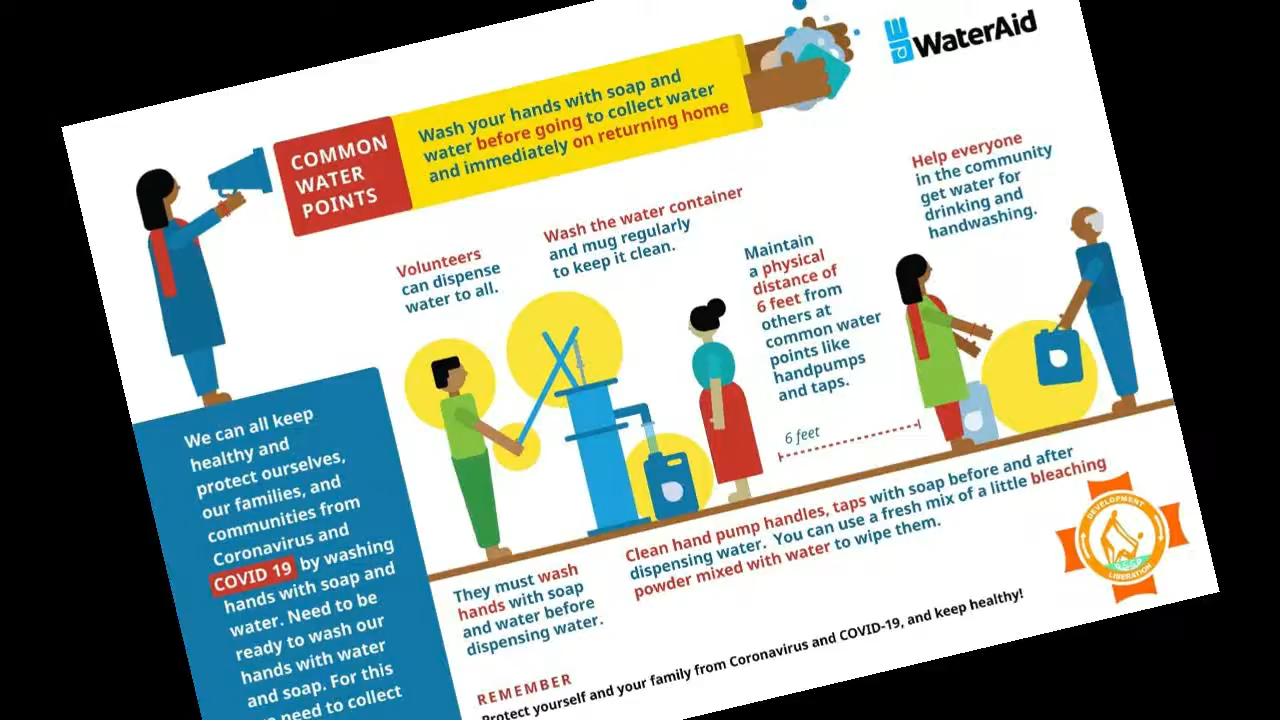 WaterAid
COMMON
WATER
POINTS
Wash your hands with soap and
water before going to collect water
and immediately on returning home
Volunteers
can dispense
water to all.
Wash the water container
and mug regularly
to keep it clean.
Maintain
a physical
distance of
6 feet from
others at
common water
points like
handpumps
and taps.
Help everyone
in the community
get water for
drinking and
handwashing.
6 feet
We can all keep
healthy and
protect ourselves,
our families, and
communities from
Coronavirus and
COVID 19 by washing
hands with soap and
water. Need to be
ready to wash our
hands with water
and soap. For this
need to collect
They must wash
hands with soap
and water before
dispensing water.
Clean hand pump handles, taps with soap before and after
dispensing water. You can use a fresh mix of a little bleaching
powder mixed with water to wipe them.
DEVELOPMENT
LIBERATION
REMEMBER
Protect yourself and your family from Coronavirus and COVID-19, and keep healthy!